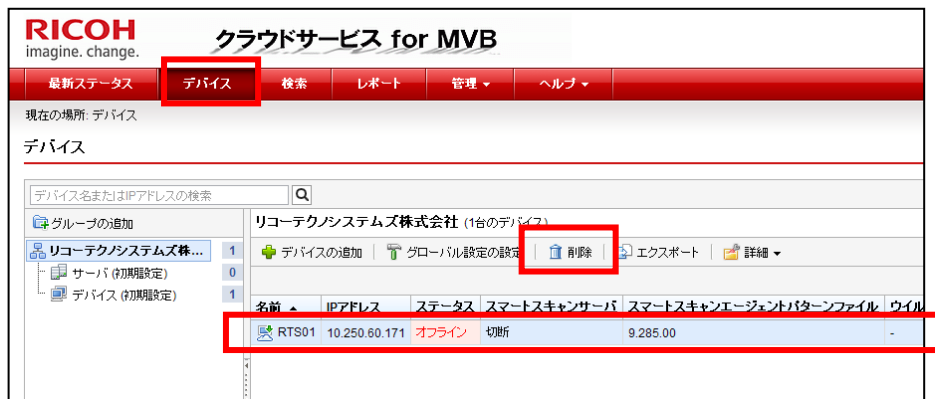 RICOH
imagine. change.
クラウドサービス for MVB
最新ステータス デバイス 検索 レポート 管理 ヘルプ
現在の場所: デバイス
デバイス
デバイス名またはIPアドレスの検索
グループの追加
リコーテクノシステムズ株... 1
サーバ (初期設定) 0
デバイス (初期設定) 1
リコーテクノシステムズ株式会社 (1台のデバイス)
デバイスの追加 グローバル設定の設定 削除 エクスポート 詳細
名前 IPアドレス ステータス スマートスキャンサーバ スマートスキャンエージェントパターンファイル ウイル
RTS01 10.250.60.171 オフライン 切断 9.285.00 -